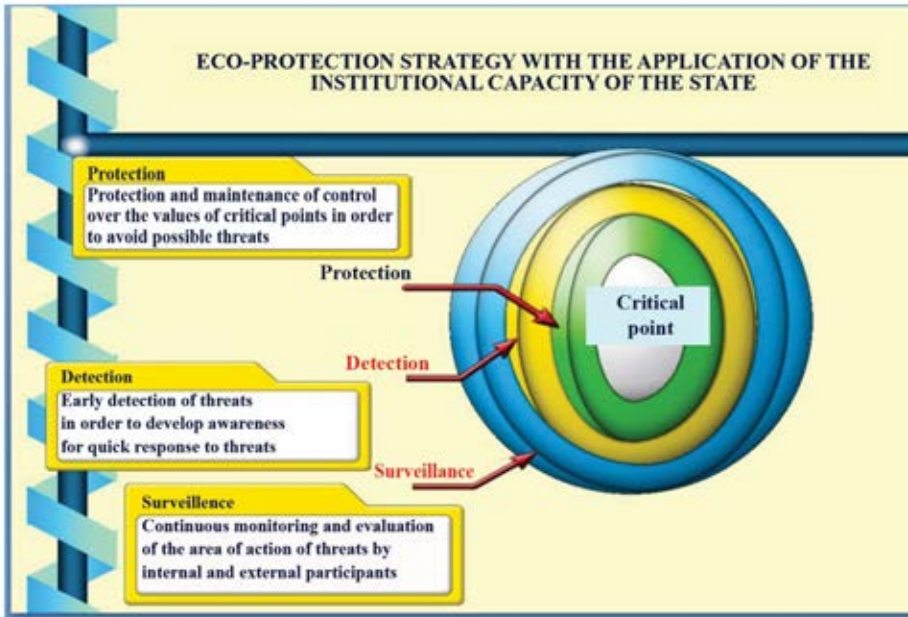 ECO-PROTECTION STRATEGY WITH THE APPLICATION OF THE
INSTITUTIONAL CAPACITY OF THE STATE
Protection
Protection and maintenance of control
over the values of critical points in order
to avoid possible threats
Protection
Critical
point
Detection
Detection
Early detection of threats
in order to develop awareness
for quick response to threats
Surveillance
Surveillence
Continuous monitoring and evaluation
of the area of action of threats by
internal and external participants